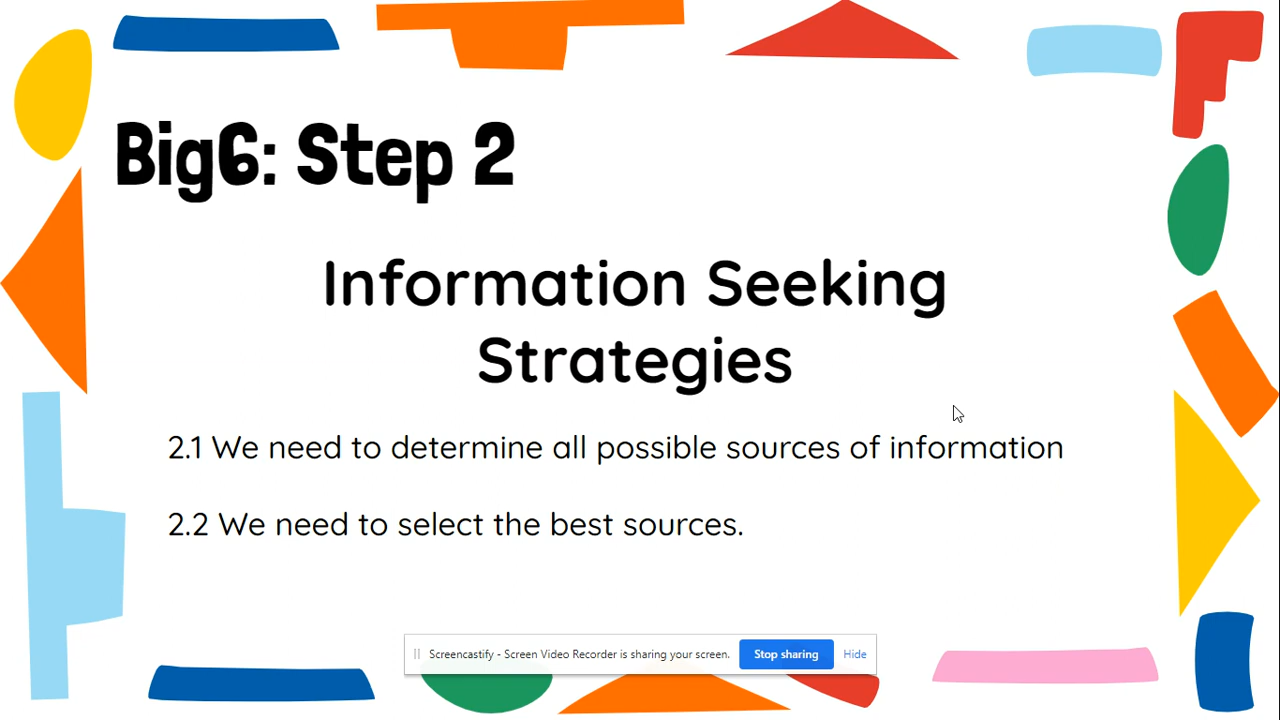 Big6: Step 2
Information Seeking
Strategies
2.1 We need to determine all possible sources of information
2.2 We need to select the best sources.
Screencastify - Screen Video Recorder is sharing your screen. Stop sharing Hide